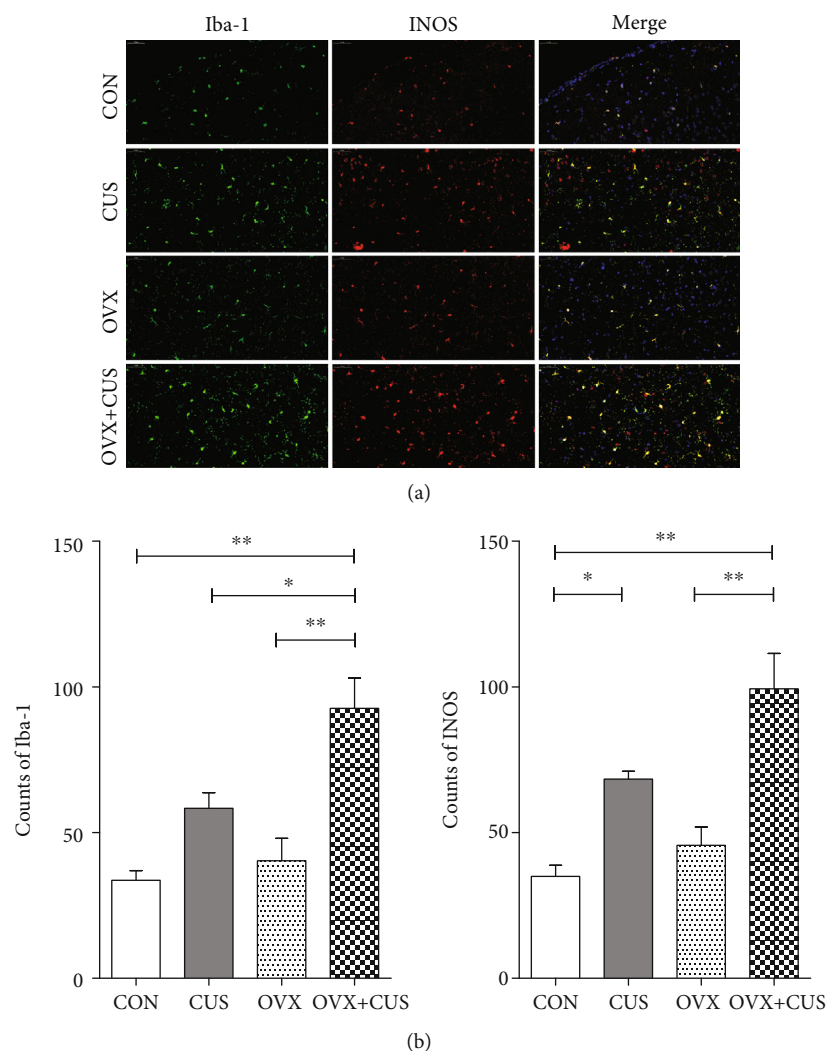 Iba-1 INOS Merge
CON
CUS
OVX
OVX+CUS
(a)
150
100
50
0
Counts of Iba-1
**
*
**
CON CUS OVX OVX+CUS
150
100
50
0
Counts of INOS
**
* **
CON CUS OVX OVX+CUS
(b)